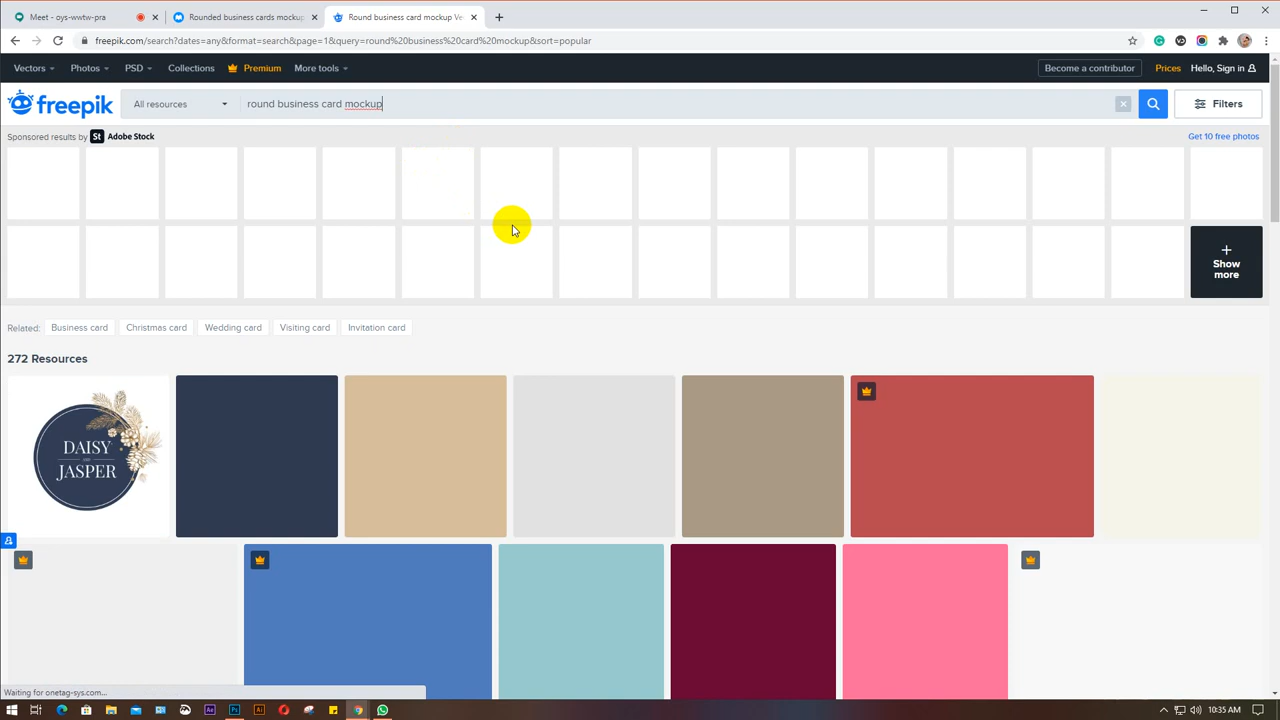 Meet - oys-wwtw-pra
Rounded business cards mockup
Round business card mockup Ve
freepik.com/search?dates=any&format=search&page=1&query=round%20business%20card%20mockup&sort=popular
Vectors
Photos
PSD
Collections
Premium
More tools
Become a contributor
Prices
Hello, Sign in
freepik
All resources
round business card mockup
Filters
Sponsored results by St Adobe Stock
Get 10 free photos
+
Show
more
Related:
Business card
Christmas card
Wedding card
Visiting card
Invitation card
272 Resources
DAISY
JASPER
Waiting for onetag-sys.com...
10:35 AM